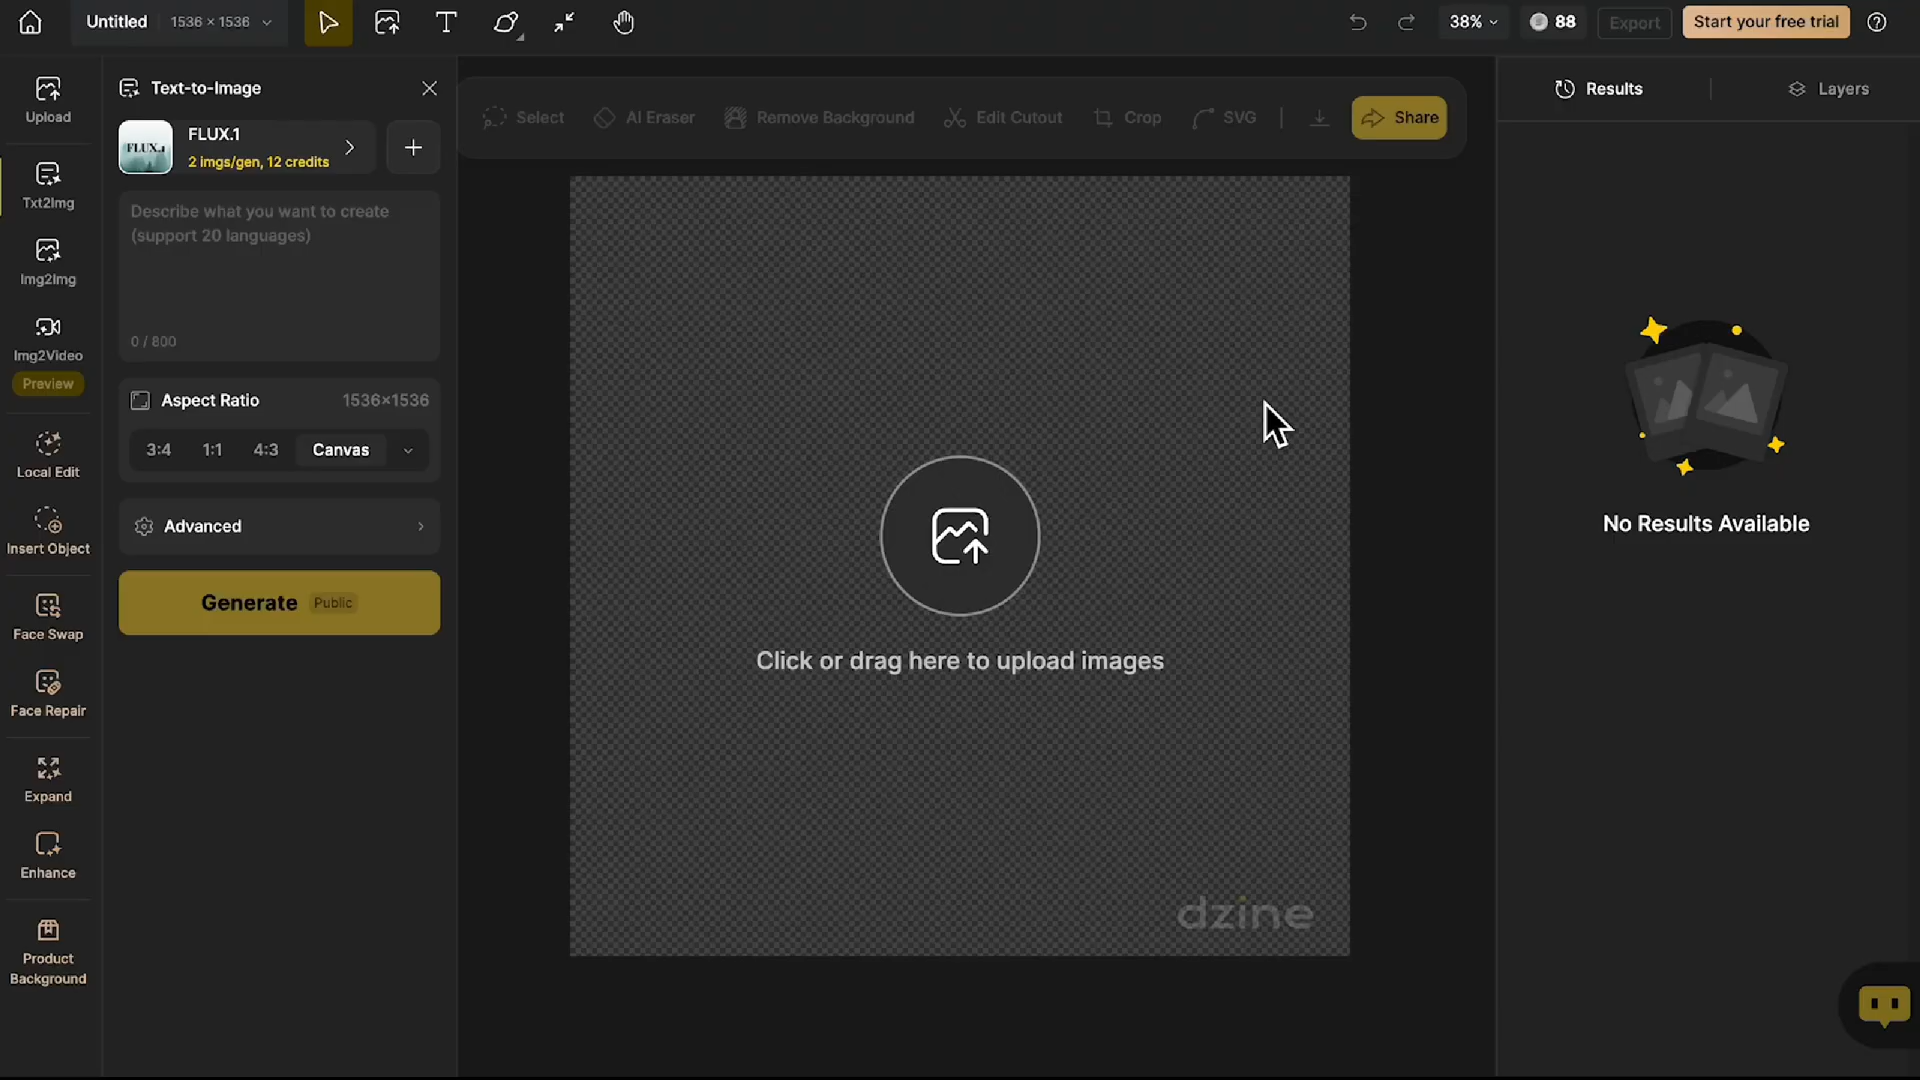 Untitled
1536 × 1536
38%
88
Export
Start your free trial
Upload
Txt2Img
Img2Img
Img2Video
Preview
Local Edit
Insert Object
Face Swap
Face Repair
Expand
Enhance
Product
Background
Text-to-Image
FLUX.1
FLUX.1
2 imgs/gen, 12 credits
Describe what you want to create
(support 20 languages)
0 / 800
Aspect Ratio
1536×1536
3:4
1:1
4:3
Canvas
Advanced
Generate
Public
Select
AI Eraser
Remove Background
Edit Cutout
Crop
SVG
Share
Click or drag here to upload images
dzine
Results
Layers
No Results Available